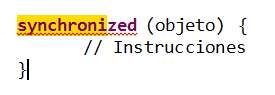 synchronized (objeto) {
// Instrucciones
}